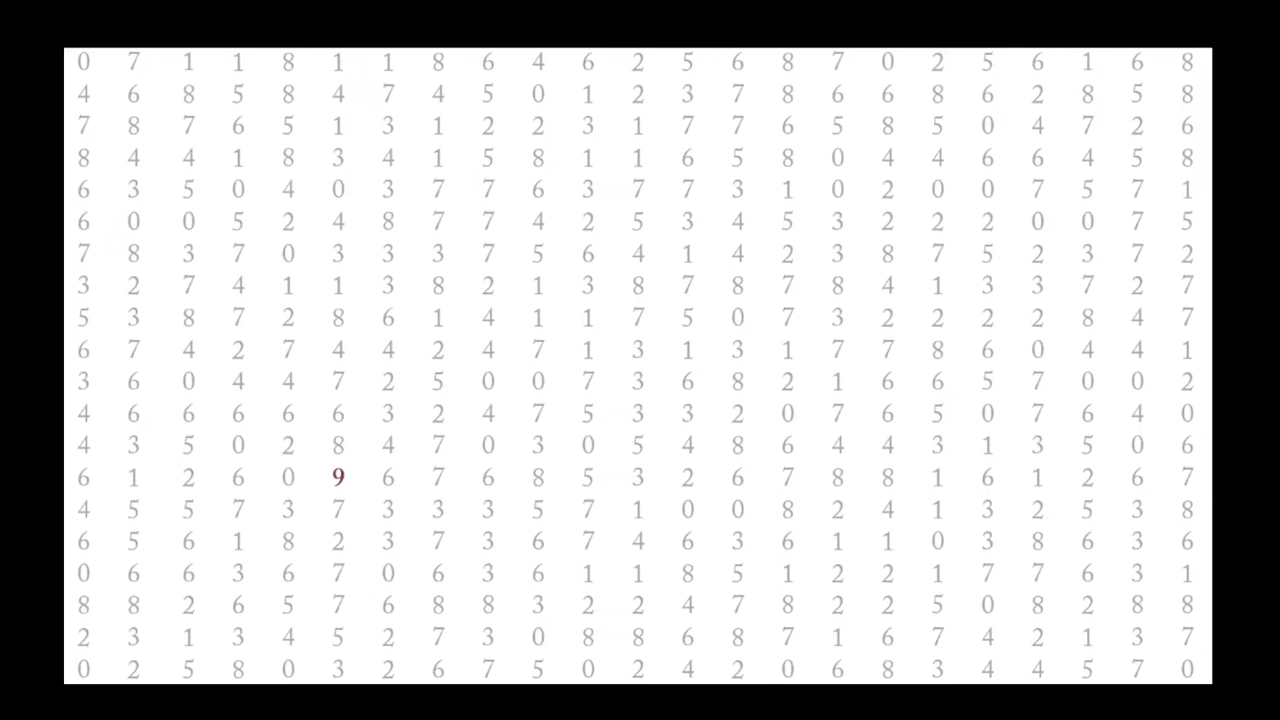 0 7 1 1 8 1 1 8 6 4 6 2 5 6 8 7 0 2 5 6 1 6 8
4 6 8 5 8 4 7 4 5 0 1 2 3 7 8 6 6 8 6 2 8 5 8
7 8 7 6 5 1 3 1 2 2 3 1 7 7 6 5 8 5 0 4 7 2 6
8 4 4 1 8 3 4 1 5 8 1 1 6 5 8 0 4 4 6 6 4 5 8
6 3 5 0 4 0 3 7 7 6 3 7 7 3 1 0 2 0 0 7 5 7 1
6 0 0 5 2 4 8 7 7 4 2 5 3 4 5 3 2 2 2 0 0 7 5
7 8 3 7 0 3 3 3 7 5 6 4 1 4 2 3 8 7 5 2 3 7 2
3 2 7 4 1 1 3 8 2 1 3 8 7 8 7 8 4 1 3 3 7 2 7
5 3 8 7 2 8 6 1 4 1 1 7 5 0 7 3 2 2 2 2 8 4 7
6 7 4 2 7 4 4 2 4 7 1 3 1 3 1 7 7 8 6 0 4 4 1
3 6 0 4 4 7 2 5 0 0 7 3 6 8 2 1 6 6 5 7 0 0 2
4 6 6 6 6 6 3 2 4 7 5 3 3 2 0 7 6 5 0 7 6 4 0
4 3 5 0 2 8 4 7 0 3 0 5 4 8 6 4 4 3 1 3 5 0 6
6 1 2 6 0 9 6 7 6 8 5 3 2 6 7 8 8 1 6 1 2 6 7
4 5 5 7 3 7 3 3 3 5 7 1 0 0 8 2 4 1 3 2 5 3 8
6 5 6 1 8 2 3 7 3 6 7 4 6 3 6 1 1 0 3 8 6 3 6
0 6 6 3 6 7 0 6 3 6 1 1 8 5 1 2 2 1 7 7 6 3 1
8 8 2 6 5 7 6 8 8 3 2 2 4 7 8 2 2 5 0 8 2 8 8
2 3 1 3 4 5 2 7 3 0 8 8 6 8 7 1 6 7 4 2 1 3 7
0 2 5 8 0 3 2 6 7 5 0 2 4 2 0 6 8 3 4 4 5 7 0